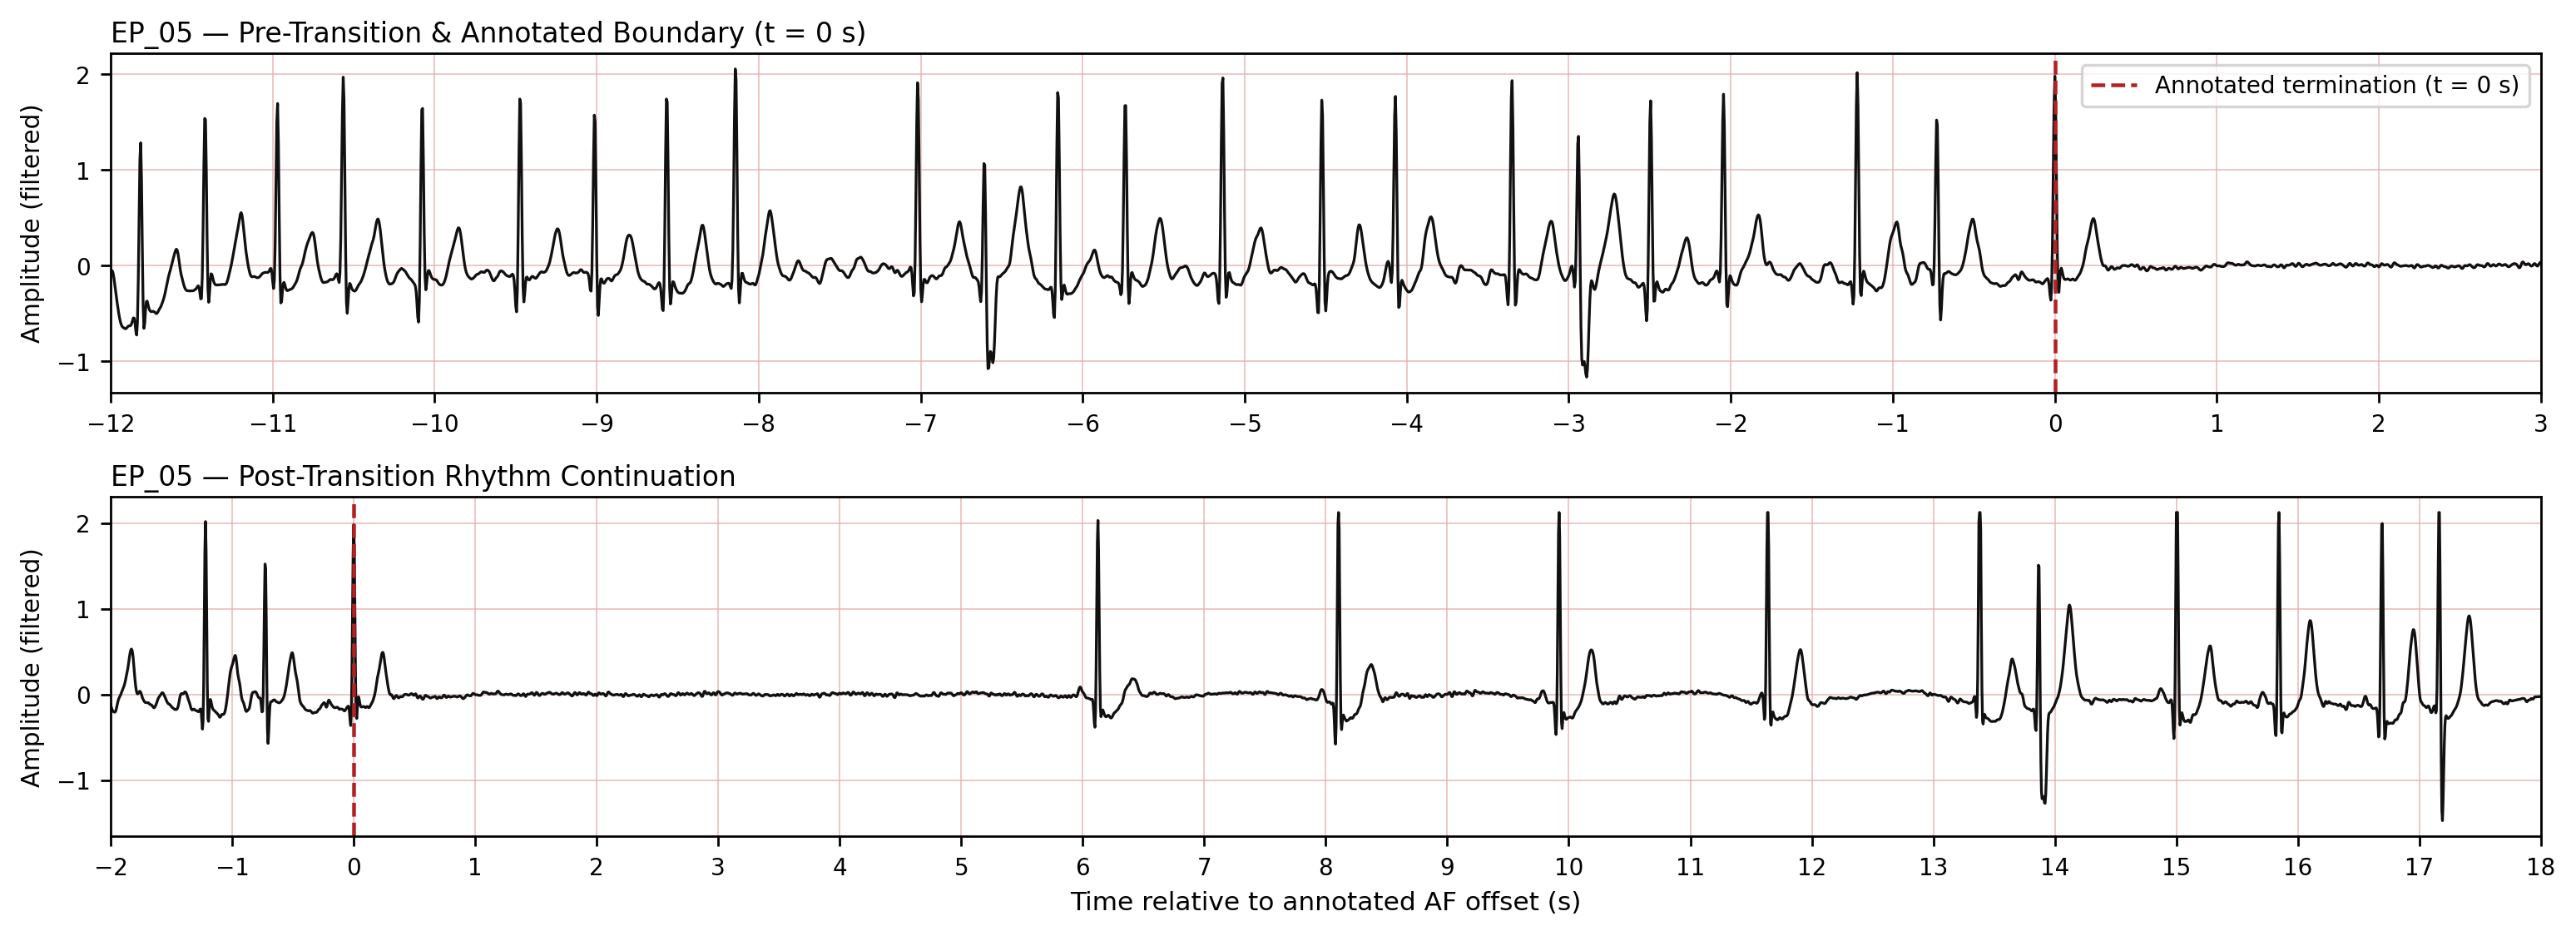 EP_05 — Pre-Transition & Annotated Boundary (t = 0 s)
Amplitude (filtered)
2
1
0
−1
Annotated termination (t = 0 s)
−12 −11 −10 −9 −8 −7 −6 −5 −4 −3 −2 −1 0 1 2 3
EP_05 — Post-Transition Rhythm Continuation
Amplitude (filtered)
2
1
0
−1
−2 −1 0 1 2 3 4 5 6 7 8 9 10 11 12 13 14 15 16 17 18
Time relative to annotated AF offset (s)